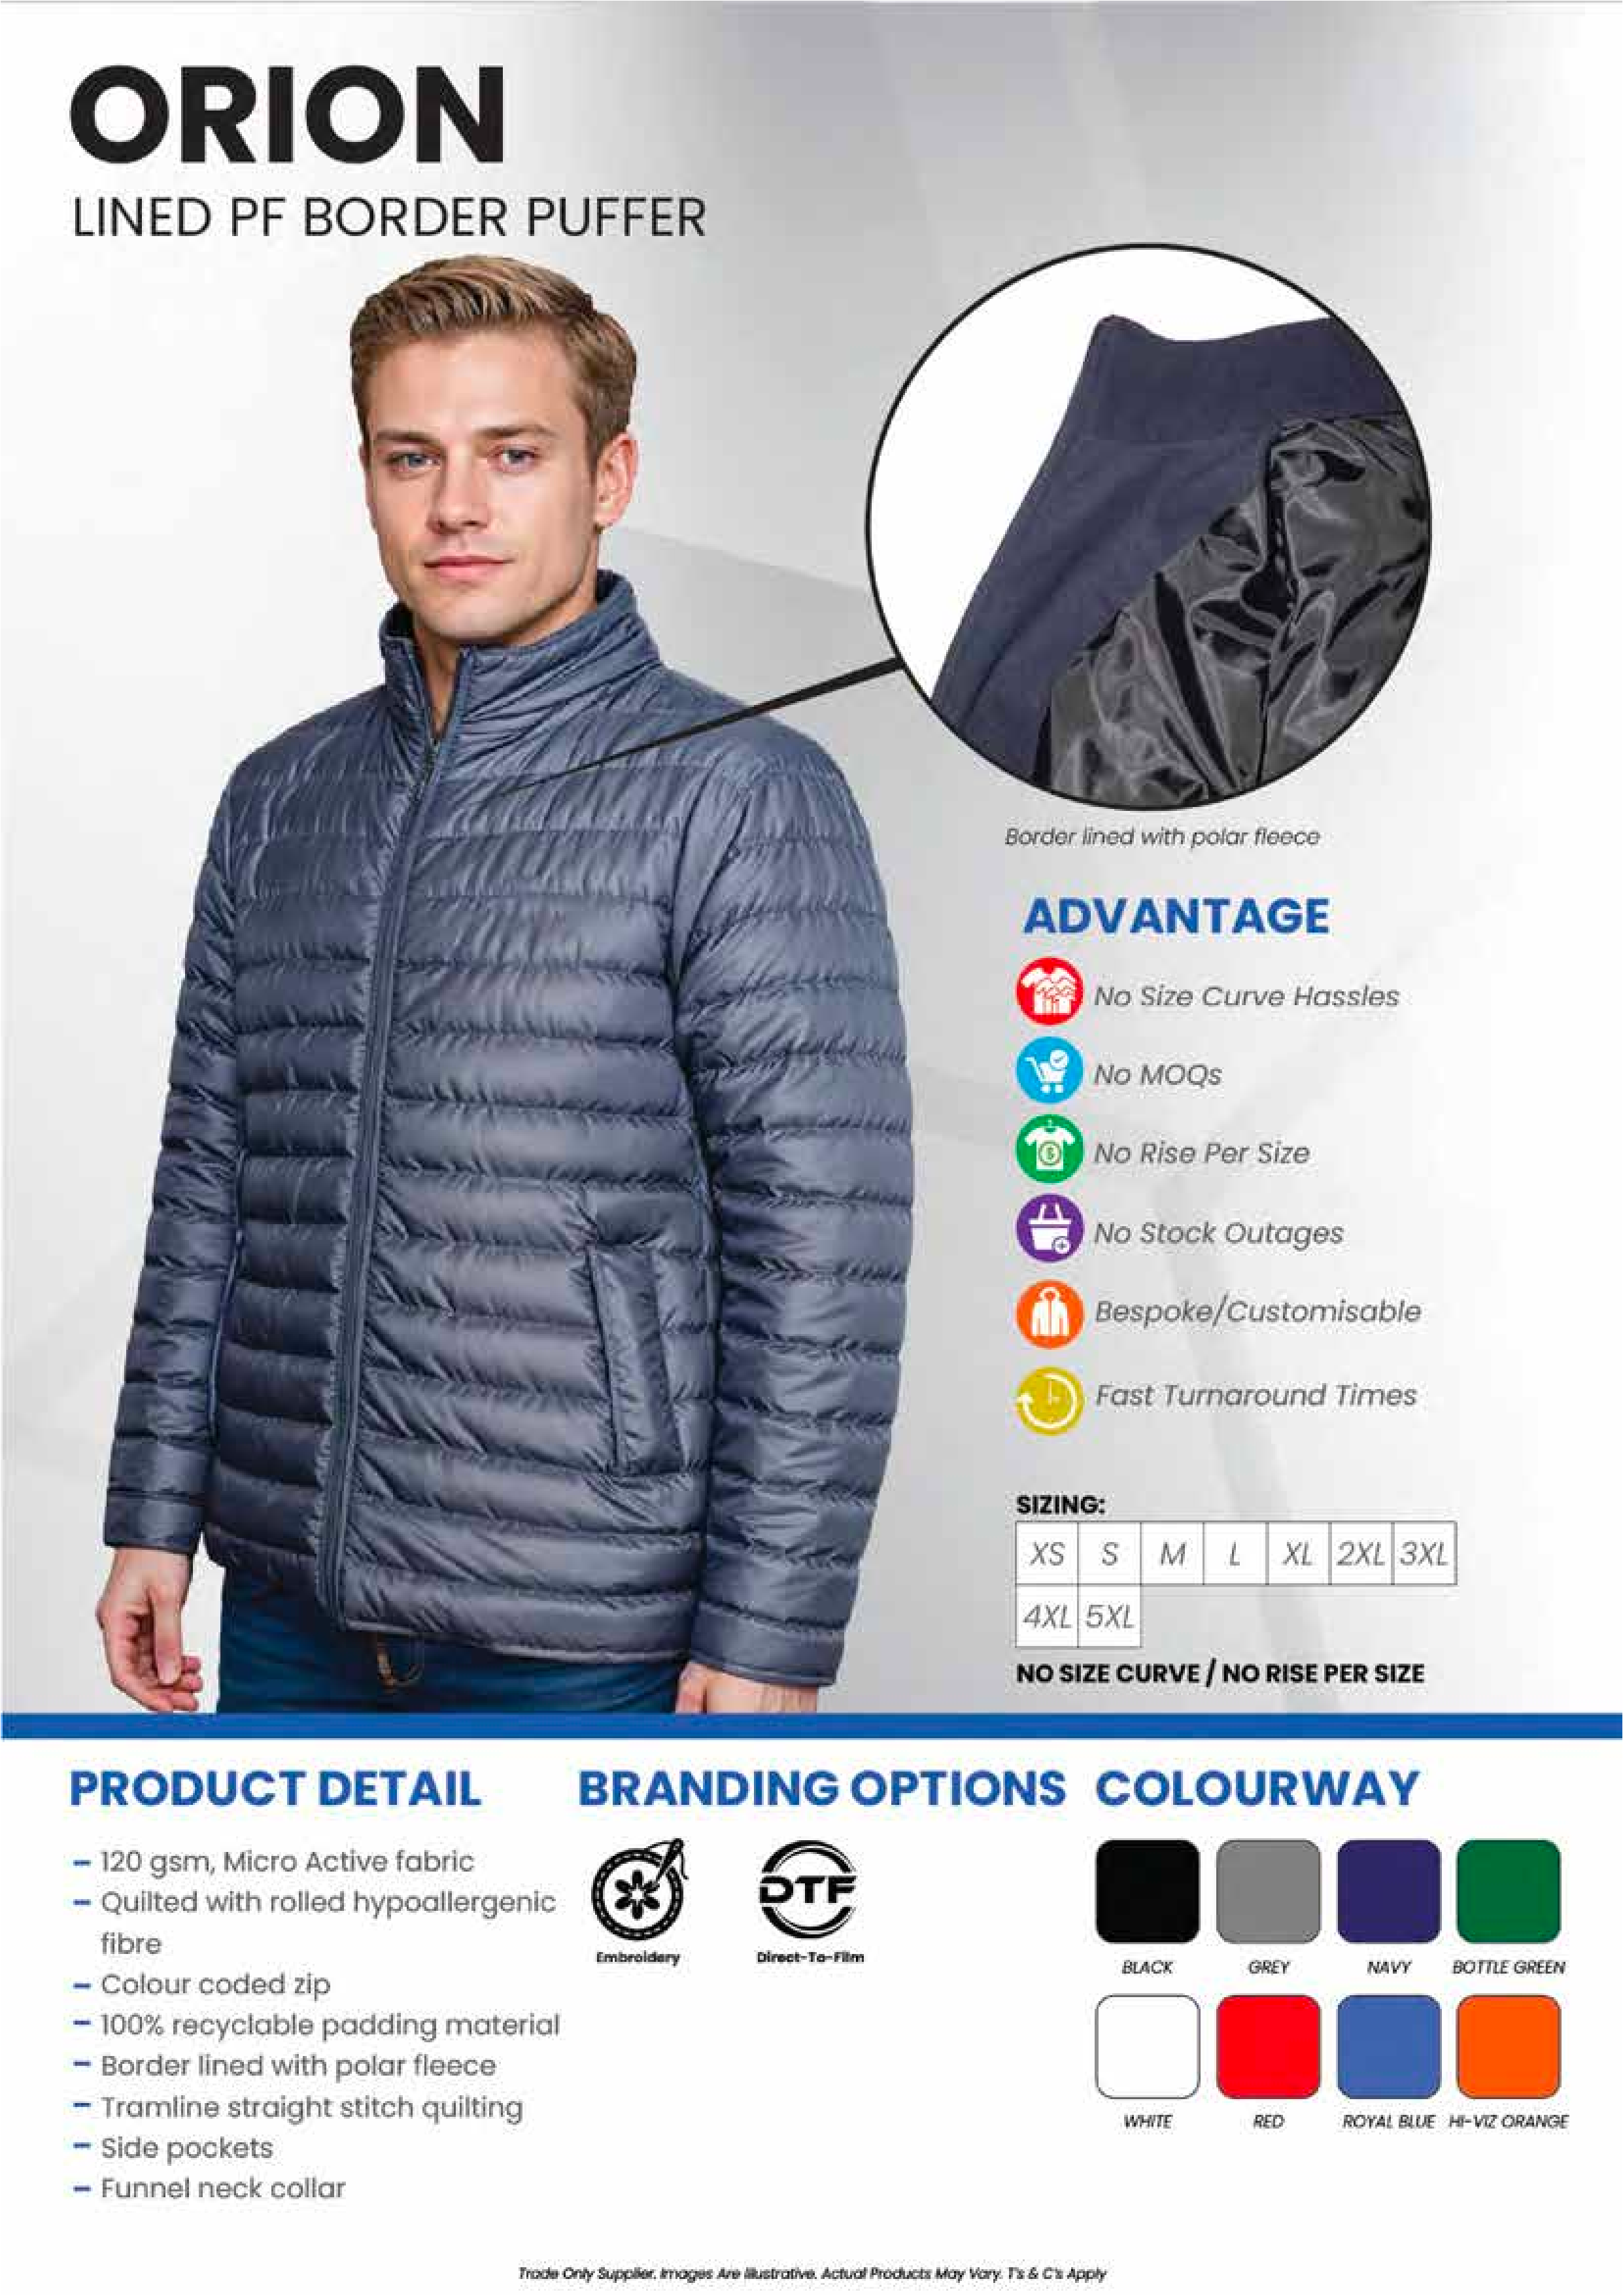 ORION
LINED PF BORDER PUFFER
Border lined with polar fleece
ADVANTAGE
No Size Curve Hassles
No MOQs
No Rise Per Size
No Stock Outages
Bespoke/Customisable
Fast Turnaround Times
SIZING:
XS S M L XL 2XL 3XL
4XL 5XL
NO SIZE CURVE / NO RISE PER SIZE
PRODUCT DETAIL
- 120 gsm, Micro Active fabric
- Quilted with rolled hypoallergenic
fibre
- Colour coded zip
- 100% recyclable padding material
- Border lined with polar fleece
- Tramline straight stitch quilting
- Side pockets
- Funnel neck collar
BRANDING OPTIONS
DTF
Embroidery Direct-To-Film
COLOURWAY
BLACK GREY NAVY BOTTLE GREEN
WHITE RED ROYAL BLUE HI-VIZ ORANGE
Trade Only Supplier. Images Are Illustrative. Actual Products May Vary. T's & C's Apply